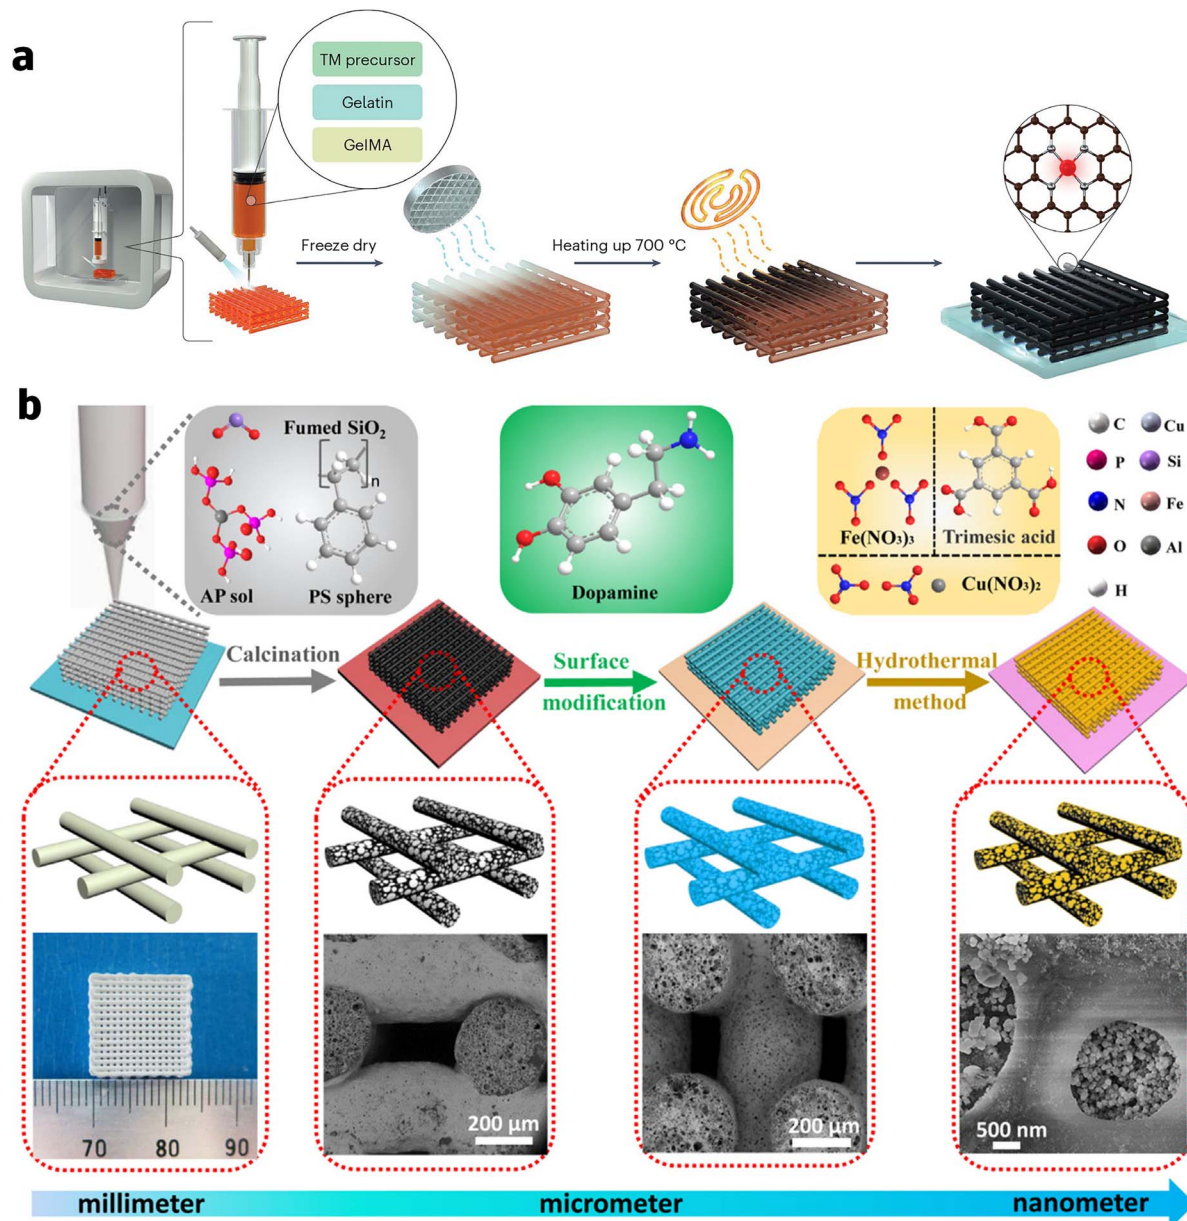 a
TM precursor
Gelatin
GelMA
Freeze dry
Heating up 700 °C
b
Fumed SiO2
n
AP sol
PS sphere
Dopamine
Fe(NO3)3
Trimesic acid
Cu(NO3)2
C
Cu
P
Si
N
Fe
O
Al
H
Calcination
Surface
modification
Hydrothermal
method
70 80 90
200 µm
200 µm
500 nm
millimeter
micrometer
nanometer